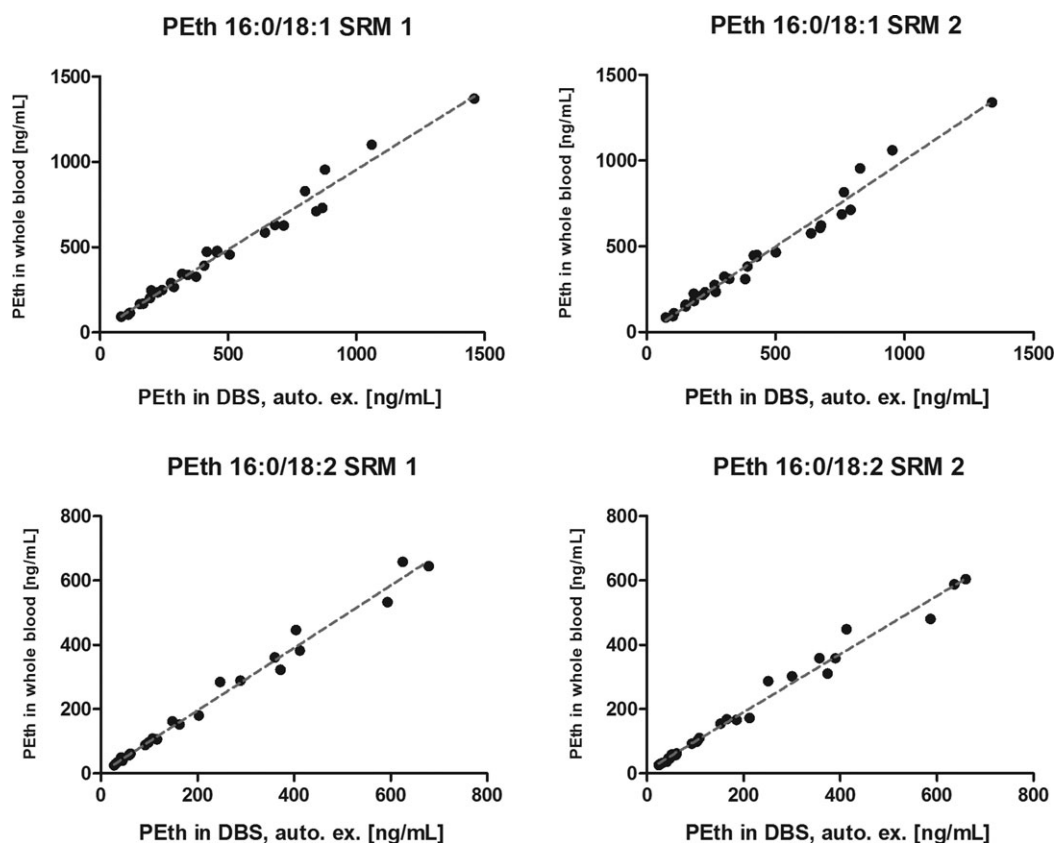 PEth 16:0/18:1 SRM 1
PEth in whole blood [ng/mL]
1500
1000
500
0
0 500 1000 1500
PEth in DBS, auto. ex. [ng/mL]
PEth 16:0/18:1 SRM 2
PEth in whole blood [ng/mL]
1500
1000
500
0
0 500 1000 1500
PEth in DBS, auto. ex. [ng/mL]
PEth 16:0/18:2 SRM 1
PEth in whole blood [ng/mL]
800
600
400
200
0
0 200 400 600 800
PEth in DBS, auto. ex. [ng/mL]
PEth 16:0/18:2 SRM 2
PEth in whole blood [ng/mL]
800
600
400
200
0
0 200 400 600 800
PEth in DBS, auto. ex. [ng/mL]